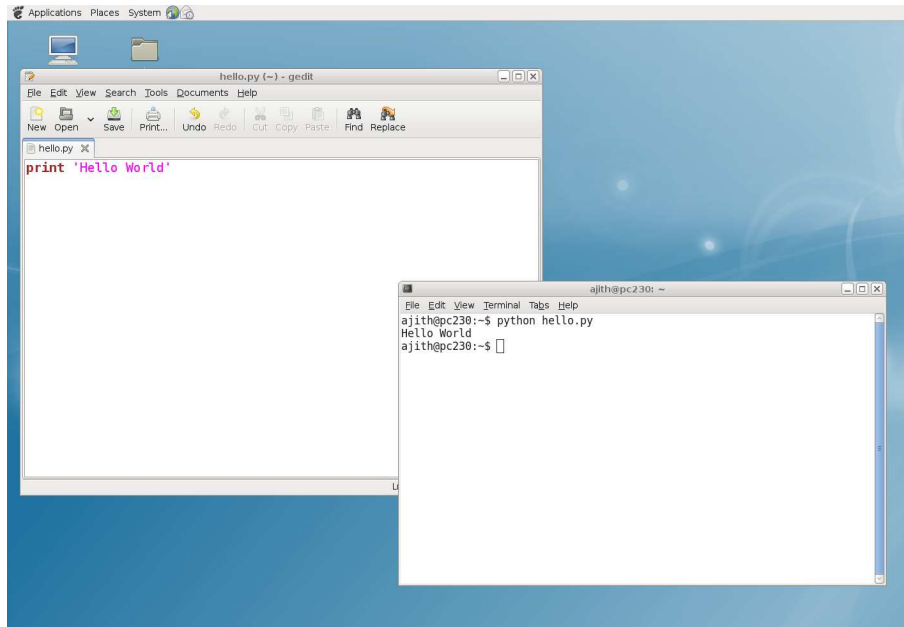 Applications Places System
hello.py (~) - gedit
File Edit View Search Tools Documents Help
New Open Save Print... Undo Redo Cut Copy Paste Find Replace
hello.py
print 'Hello World'
ajith@pc230: ~
File Edit View Terminal Tabs Help
ajith@pc230:~$ python hello.py
Hello World
ajith@pc230:~$